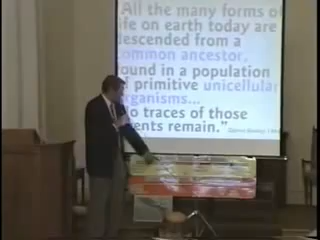 "All the many forms of
life on earth today are
descended from a
common ancestor,
found in a population
of primitive unicellular
organisms...
No traces of those
events remain."